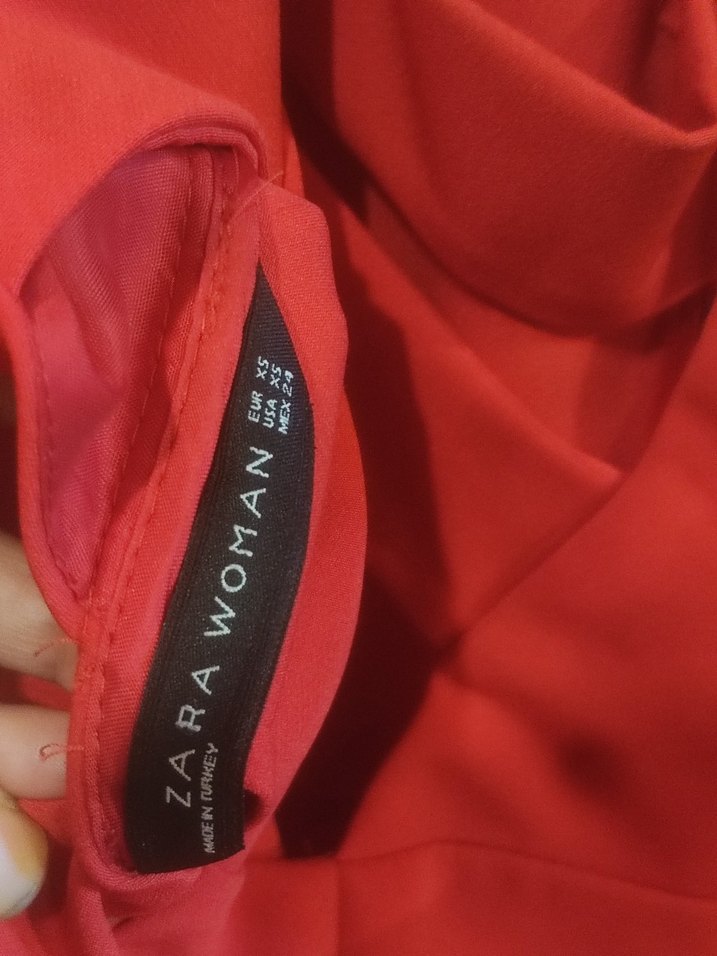 ZARA WOMAN
MADE IN TURKEY
EUR XS
USA XS
MEX 24